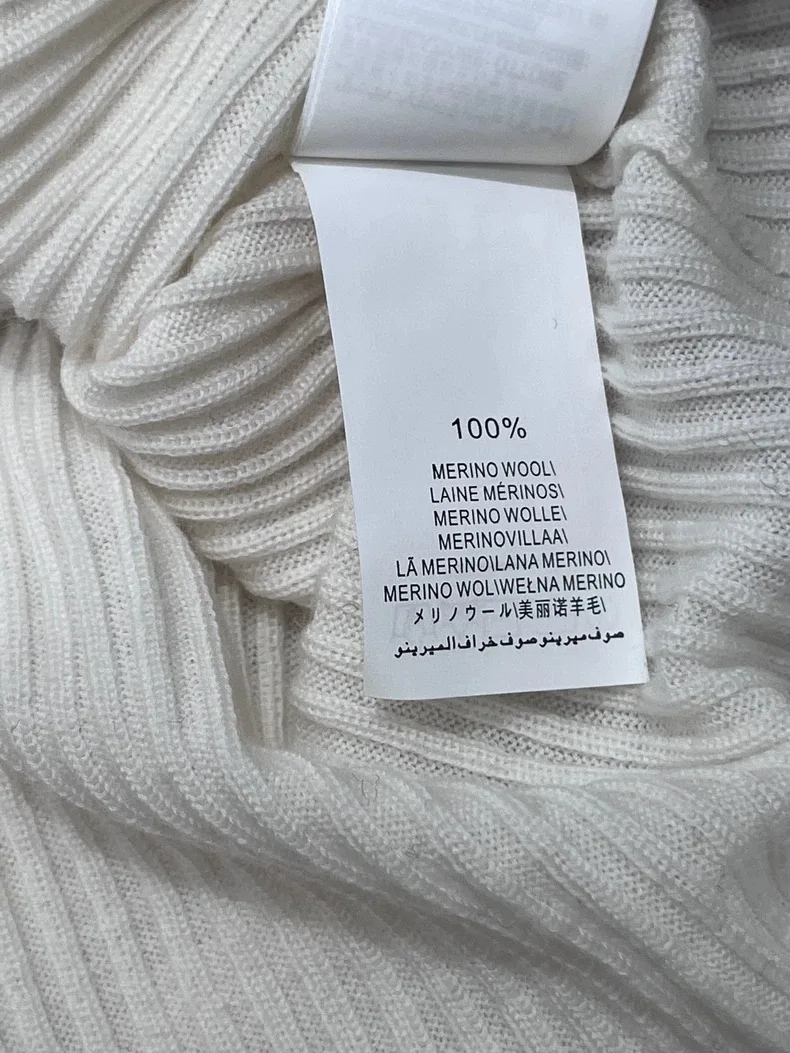 100%
MERINO WOOL\
LAINE MÉRINOS\
MERINO WOLLE\
MERINOVILLAA\
LÃ MERINO\LANA MERINO\
MERINO WOL\WEŁNA MERINO
メリノウール\美丽诺羊毛\
صوف ميرينو صوف خراف الميرينو